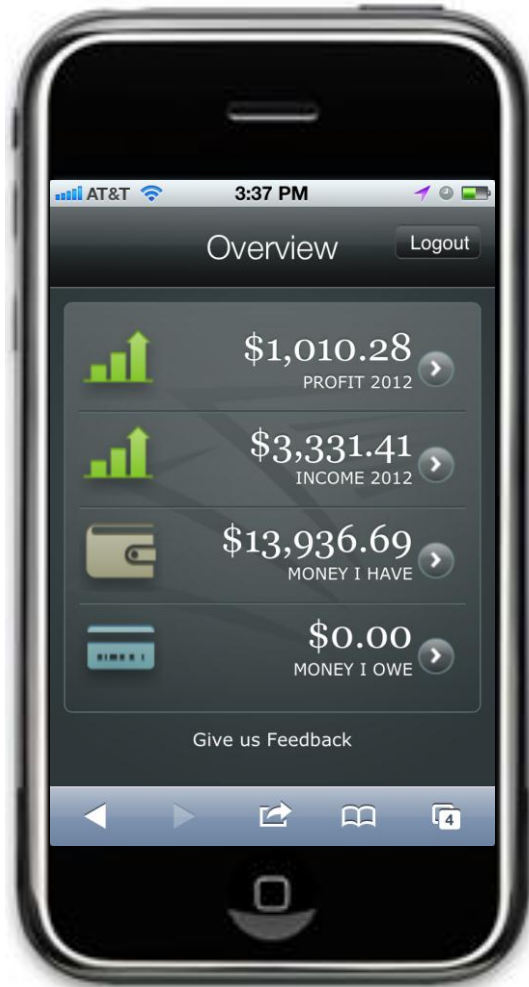 AT&T 3:37 PM
Overview
Logout
$1,010.28
PROFIT 2012
$3,331.41
INCOME 2012
$13,936.69
MONEY I HAVE
$0.00
MONEY I OWE
Give us Feedback
4